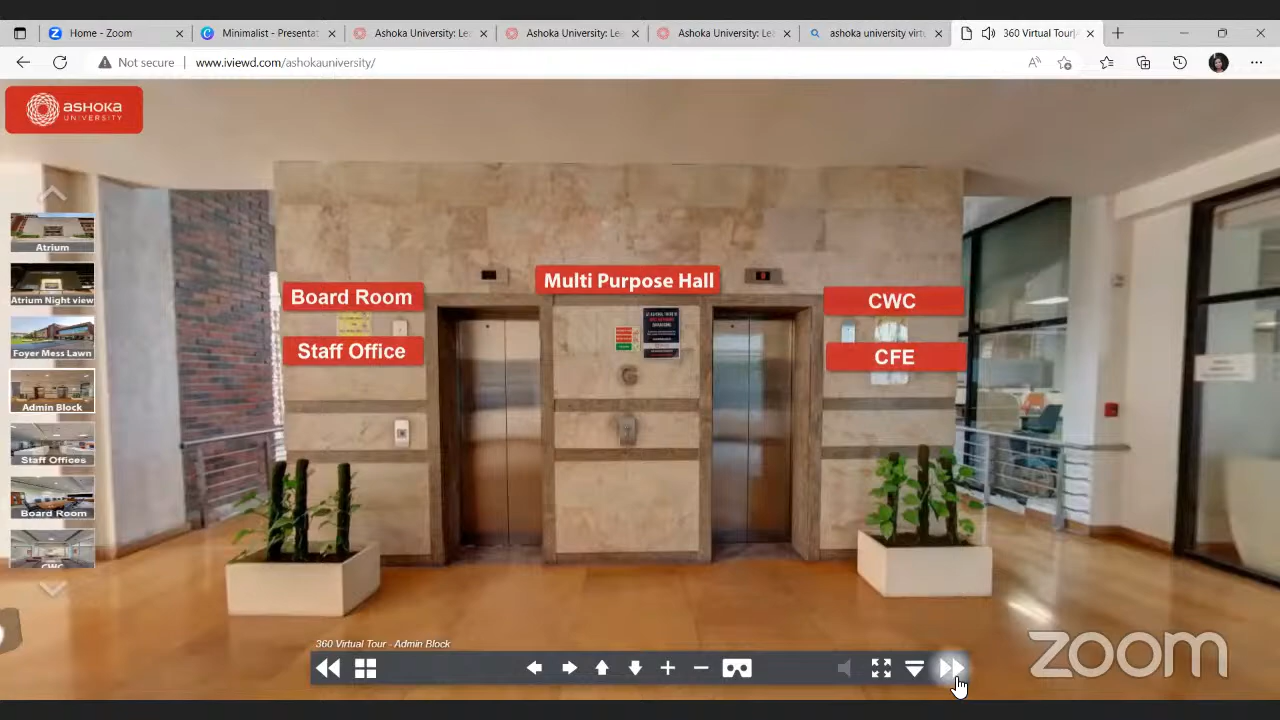 Home - Zoom
Minimalist - Presentat
Ashoka University: Le
Ashoka University: Le
Ashoka University: Le
ashoka university virtu
360 Virtual Tour| A
Not secure
www.iviewd.com/ashokauniversity/
ASHOKA
UNIVERSITY
Atrium
Atrium Night view
Foyer Mess Lawn
Admin Block
Staff Offices
Board Room
CWC
Board Room
Staff Office
Multi Purpose Hall
CWC
CFE
G
360 Virtual Tour - Admin Block
zoom